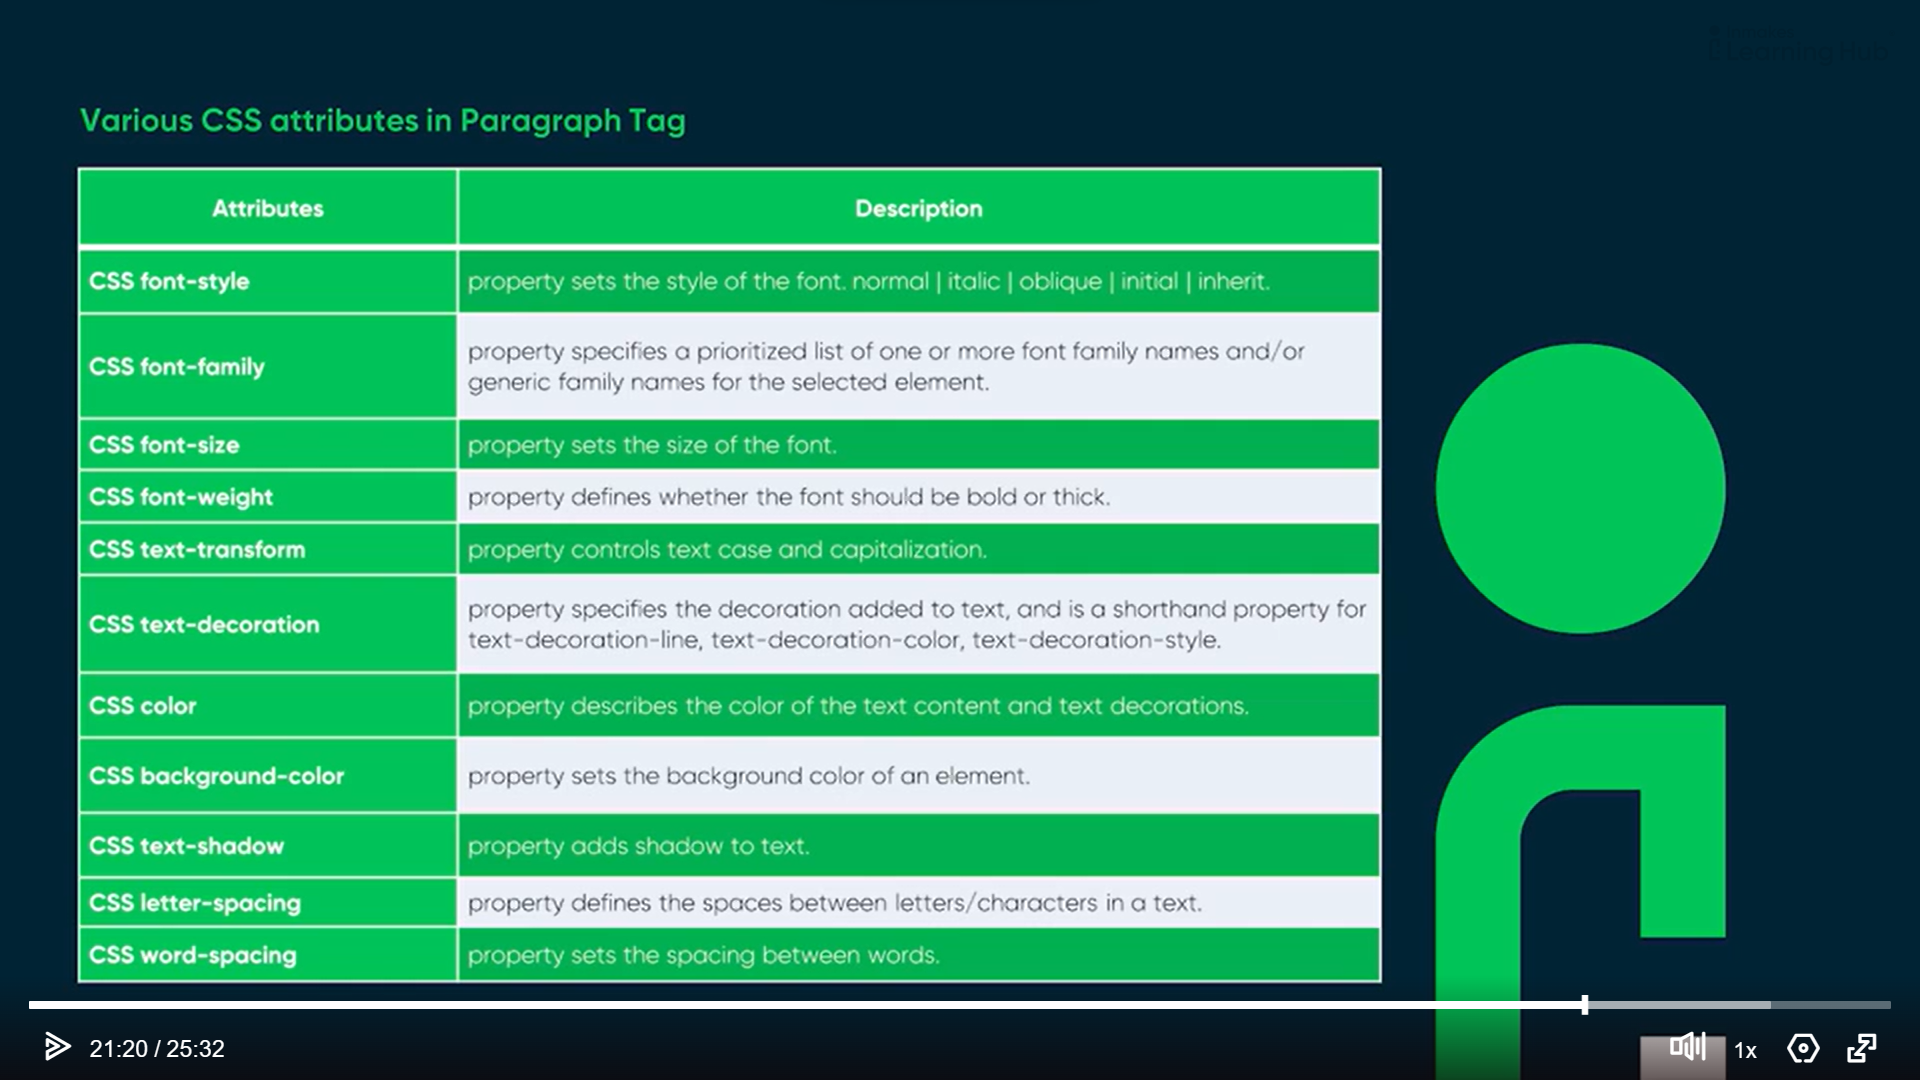 Various CSS attributes in Paragraph Tag
Attributes
Description
CSS font-style
property sets the style of the font. normal | italic | oblique | initial | inherit.
CSS font-family
property specifies a prioritized list of one or more font family names and/or
generic family names for the selected element.
CSS font-size
property sets the size of the font.
CSS font-weight
property defines whether the font should be bold or thick.
CSS text-transform
property controls text case and capitalization.
CSS text-decoration
property specifies the decoration added to text, and is a shorthand property for
text-decoration-line, text-decoration-color, text-decoration-style.
CSS color
property describes the color of the text content and text decorations.
CSS background-color
property sets the background color of an element.
CSS text-shadow
property adds shadow to text.
CSS letter-spacing
property defines the spaces between letters/characters in a text.
CSS word-spacing
property sets the spacing between words.
21:20 / 25:32
1x